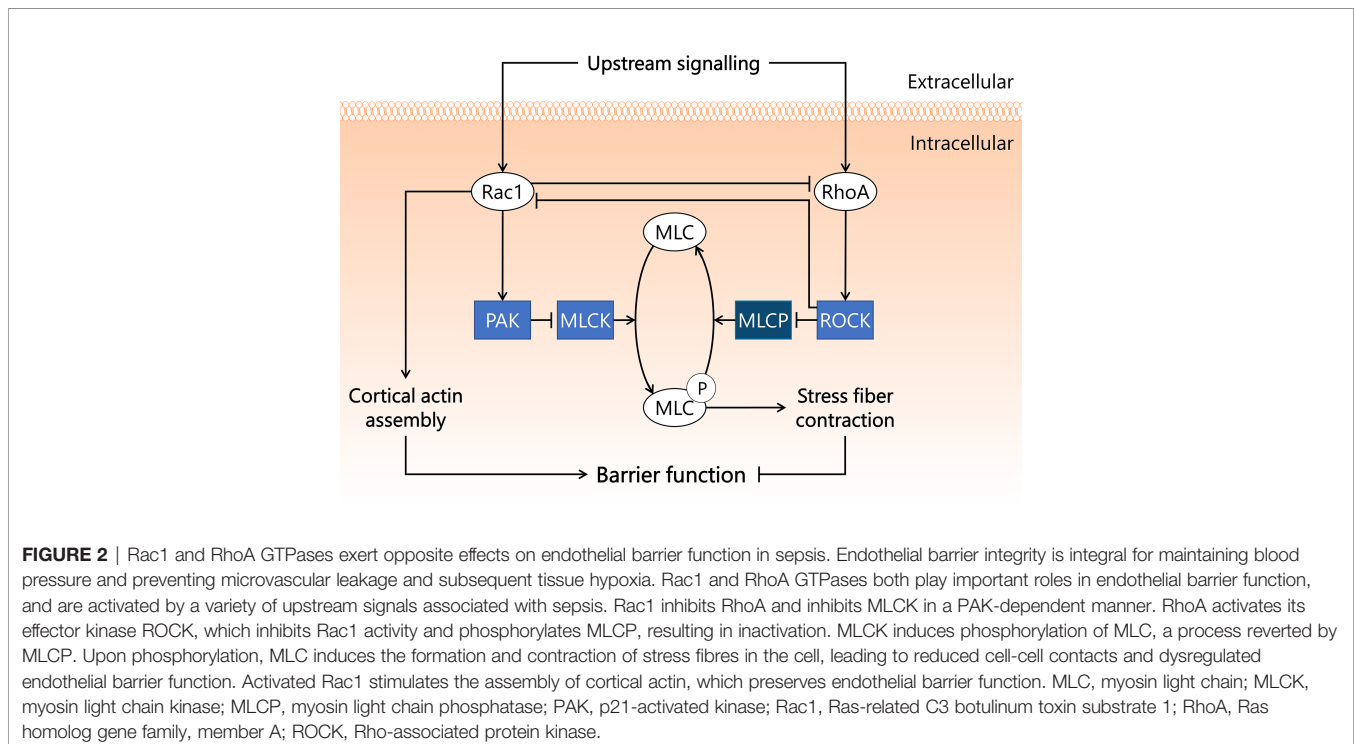 Upstream signalling
Extracellular
Intracellular
Rac1
RhoA
MLC
PAK
MLCK
MLCP
ROCK
P
MLC
Cortical actin
assembly
Stress fiber
contraction
Barrier function
FIGURE 2 | Rac1 and RhoA GTPases exert opposite effects on endothelial barrier function in sepsis. Endothelial barrier integrity is integral for maintaining blood
pressure and preventing microvascular leakage and subsequent tissue hypoxia. Rac1 and RhoA GTPases both play important roles in endothelial barrier function,
and are activated by a variety of upstream signals associated with sepsis. Rac1 inhibits RhoA and inhibits MLCK in a PAK-dependent manner. RhoA activates its
effector kinase ROCK, which inhibits Rac1 activity and phosphorylates MLCP, resulting in inactivation. MLCK induces phosphorylation of MLC, a process reverted by
MLCP. Upon phosphorylation, MLC induces the formation and contraction of stress fibres in the cell, leading to reduced cell-cell contacts and dysregulated
endothelial barrier function. Activated Rac1 stimulates the assembly of cortical actin, which preserves endothelial barrier function. MLC, myosin light chain; MLCK,
myosin light chain kinase; MLCP, myosin light chain phosphatase; PAK, p21-activated kinase; Rac1, Ras-related C3 botulinum toxin substrate 1; RhoA, Ras
homolog gene family, member A; ROCK, Rho-associated protein kinase.